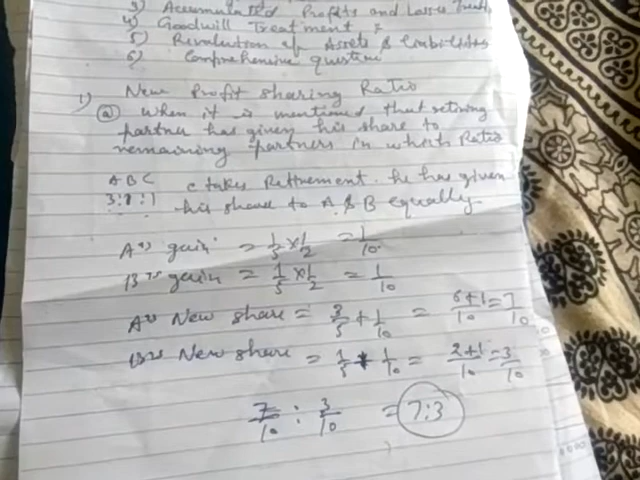 3) Accumulated Profits and Losses
4) Goodwill Treatment
5) Revaluation of Assets & Liabilities
6) Comprehensive question
1) New Profit sharing Ratio
(a) when it is mentioned that retiring
partner has given his share to
remaining partners in which Ratio
A B C C takes Retirement. he has given
3:1:1 his share to A & B equally
A's gain = 1/5 × 1/2 = 1/10
B's gain = 1/5 × 1/2 = 1/10
A's New share = 3/5 + 1/10 = 6+1/10 = 7/10
B's New share = 1/5 + 1/10 = 2+1/10 = 3/10
7/10 : 3/10 = 7:3